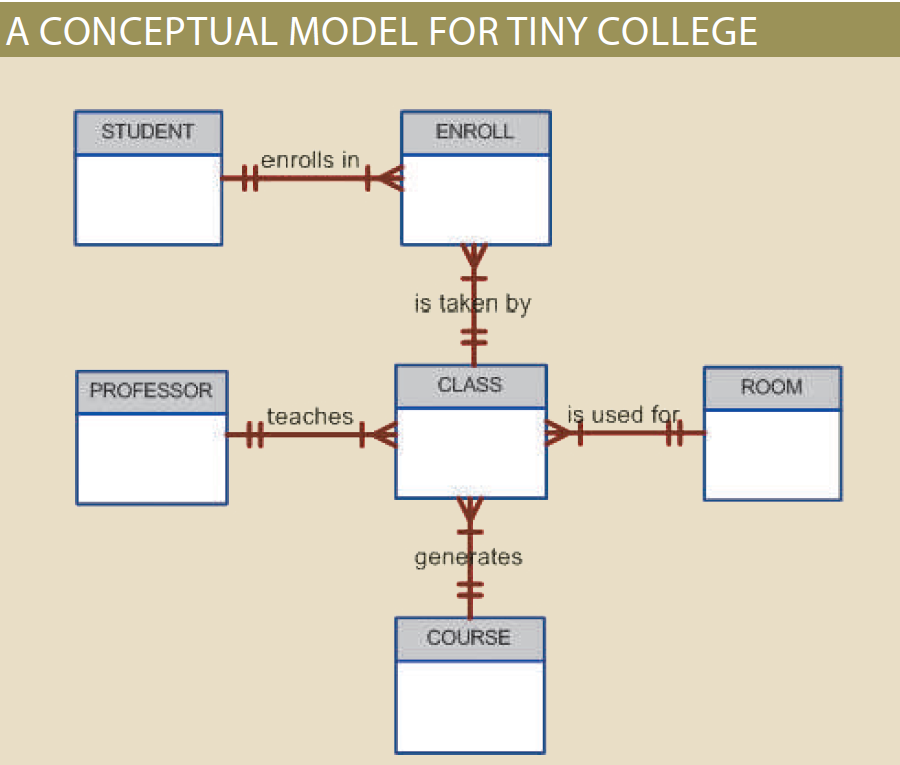 A CONCEPTUAL MODEL FOR TINY COLLEGE
STUDENT
enrolls in
ENROLL
is taken by
PROFESSOR
teaches
CLASS
is used for
ROOM
generates
COURSE